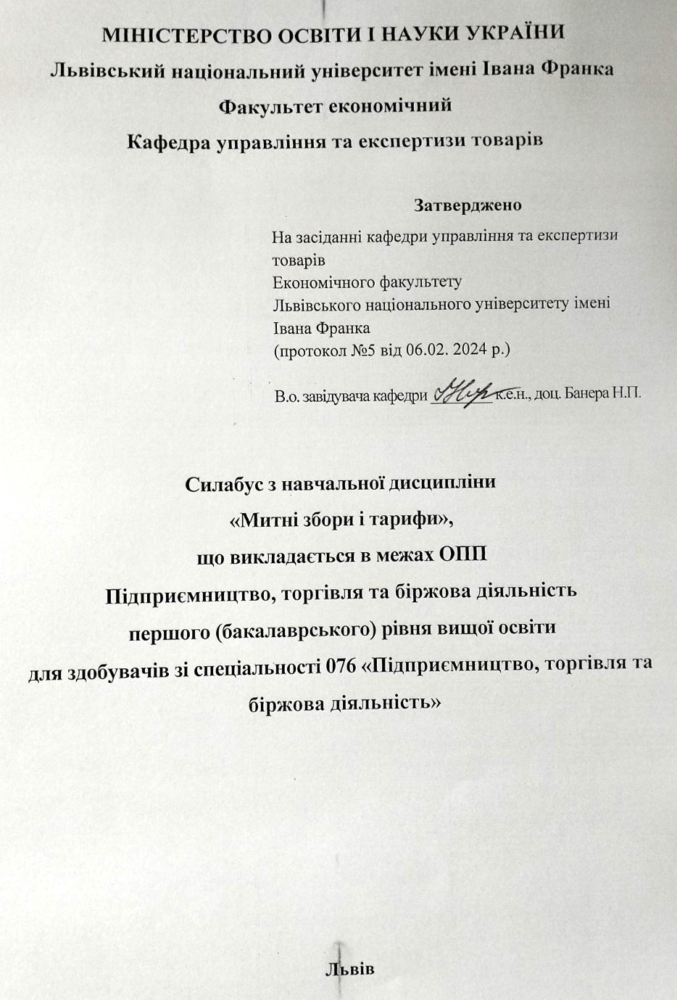 МІНІСТЕРСТВО ОСВІТИ І НАУКИ УКРАЇНИ
Львівський національний університет імені Івана Франка
Факультет економічний
Кафедра управління та експертизи товарів
Затверджено
На засіданні кафедри управління та експертизи
товарів
Економічного факультету
Львівського національного університету імені
Івана Франка
(протокол №5 від 06.02. 2024 р.)
В.о. завідувача кафедри к.е.н., доц. Банера Н.П.
Силабус з навчальної дисципліни
«Митні збори і тарифи»,
що викладається в межах ОПП
Підприємництво, торгівля та біржова діяльність
першого (бакалаврського) рівня вищої освіти
для здобувачів зі спеціальності 076 «Підприємництво, торгівля та
біржова діяльність»
Львів